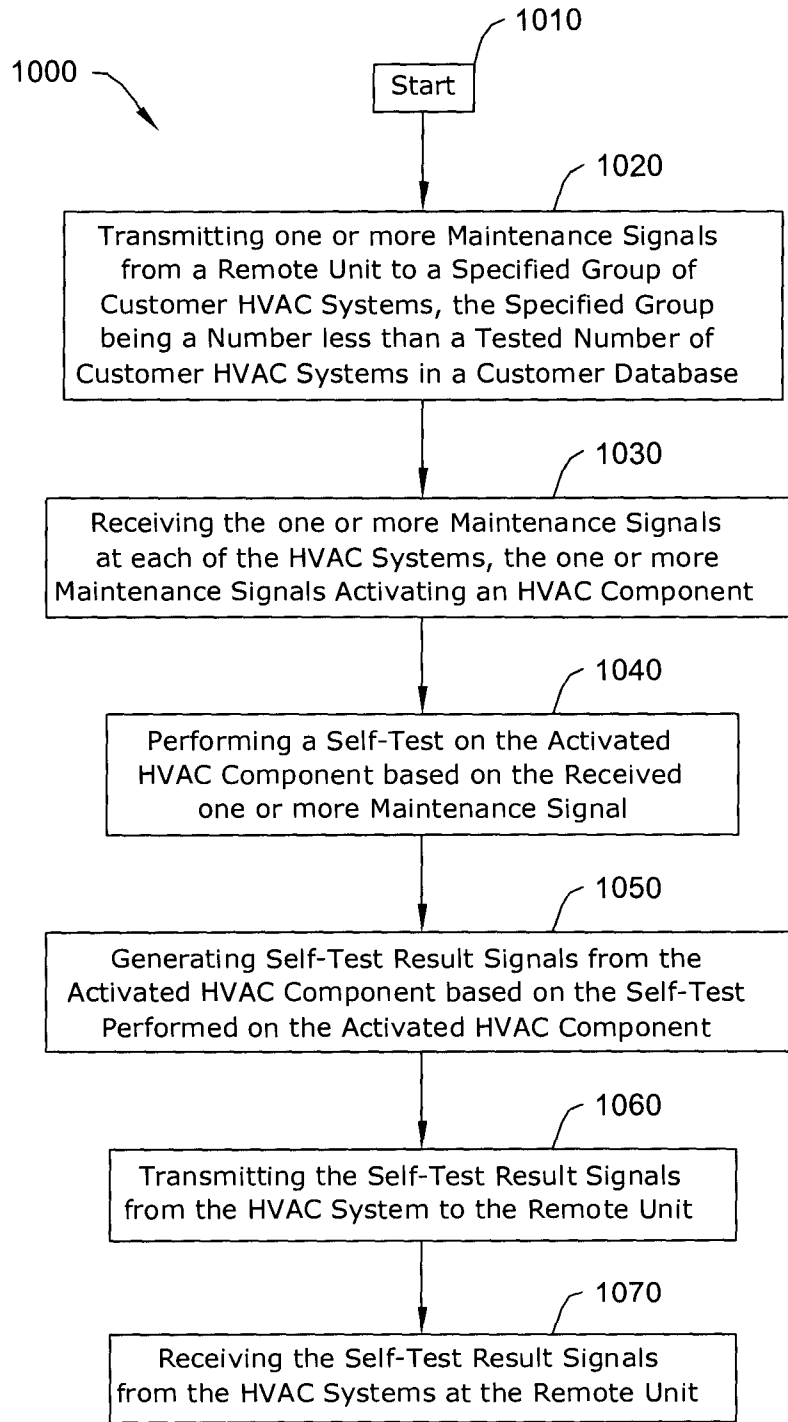 1010
1000
Start
1020
Transmitting one or more Maintenance Signals
from a Remote Unit to a Specified Group of
Customer HVAC Systems, the Specified Group
being a Number less than a Tested Number of
Customer HVAC Systems in a Customer Database
1030
Receiving the one or more Maintenance Signals
at each of the HVAC Systems, the one or more
Maintenance Signals Activating an HVAC Component
1040
Performing a Self-Test on the Activated
HVAC Component based on the Received
one or more Maintenance Signal
1050
Generating Self-Test Result Signals from the
Activated HVAC Component based on the Self-Test
Performed on the Activated HVAC Component
1060
Transmitting the Self-Test Result Signals
from the HVAC System to the Remote Unit
1070
Receiving the Self-Test Result Signals
from the HVAC Systems at the Remote Unit